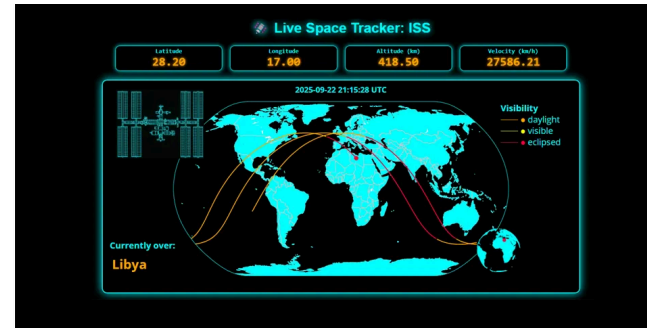 Live Space Tracker: ISS
Latitude
28.20
Longitude
17.00
Altitude (km)
418.50
Velocity (km/h)
27586.21
2025-09-22 21:15:28 UTC
Visibility
daylight
visible
eclipsed
Currently over:
Libya